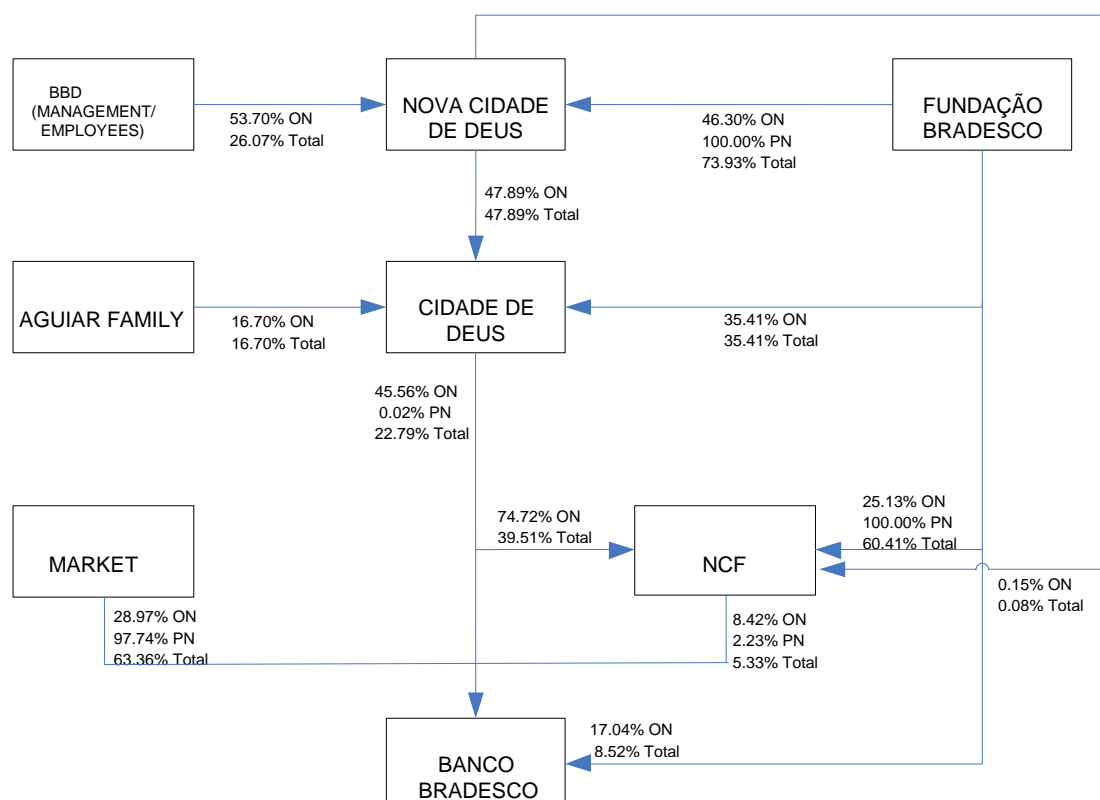 BBD
(MANAGEMENT/
EMPLOYEES)
53.70% ON
26.07% Total
NOVA CIDADE
DE DEUS
46.30% ON
100.00% PN
73.93% Total
FUNDAÇÃO
BRADESCO
47.89% ON
47.89% Total
AGUIAR FAMILY
16.70% ON
16.70% Total
CIDADE DE
DEUS
35.41% ON
35.41% Total
45.56% ON
0.02% PN
22.79% Total
MARKET
74.72% ON
39.51% Total
NCF
25.13% ON
100.00% PN
60.41% Total
0.15% ON
0.08% Total
28.97% ON
97.74% PN
63.36% Total
8.42% ON
2.23% PN
5.33% Total
BANCO
BRADESCO
17.04% ON
8.52% Total